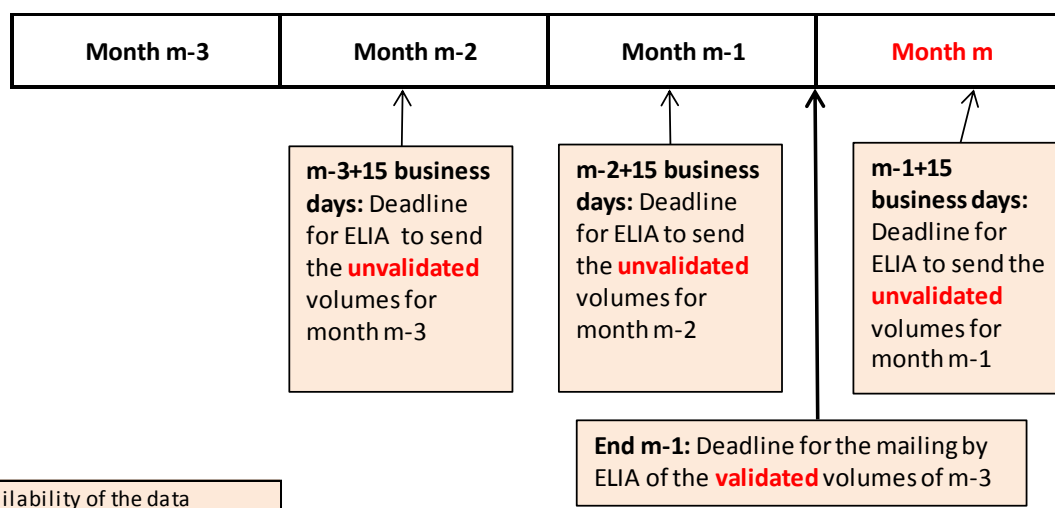 Month m-3
Month m-2
Month m-1
Month m
m-3+15 business
days: Deadline
for ELIA to send
the unvalidated
volumes for
month m-3
m-2+15 business
days: Deadline
for ELIA to send
the unvalidated
volumes for
month m-2
m-1+15
business days:
Deadline for
ELIA to send the
unvalidated
volumes for
month m-1
End m-1: Deadline for the mailing by
ELIA of the validated volumes of m-3
of the data